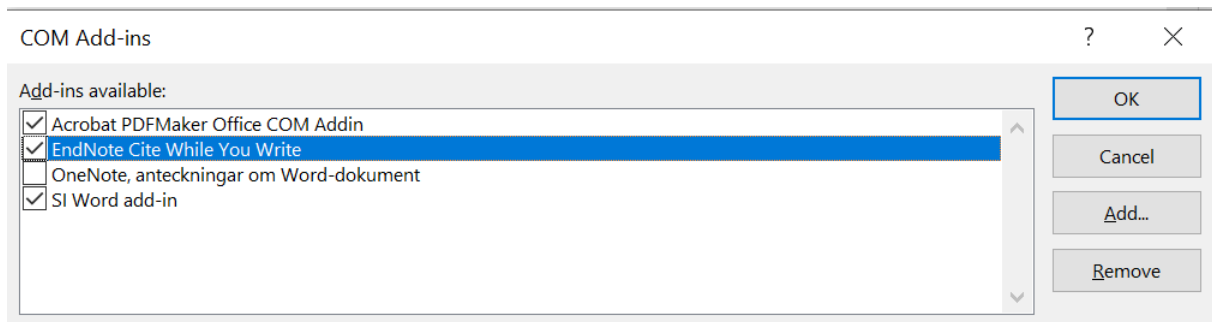 COM Add-ins
?
Add-ins available:
Acrobat PDFMaker Office COM Addin
EndNote Cite While You Write
OneNote, anteckningar om Word-dokument
SI Word add-in
OK
Cancel
Add...
Remove